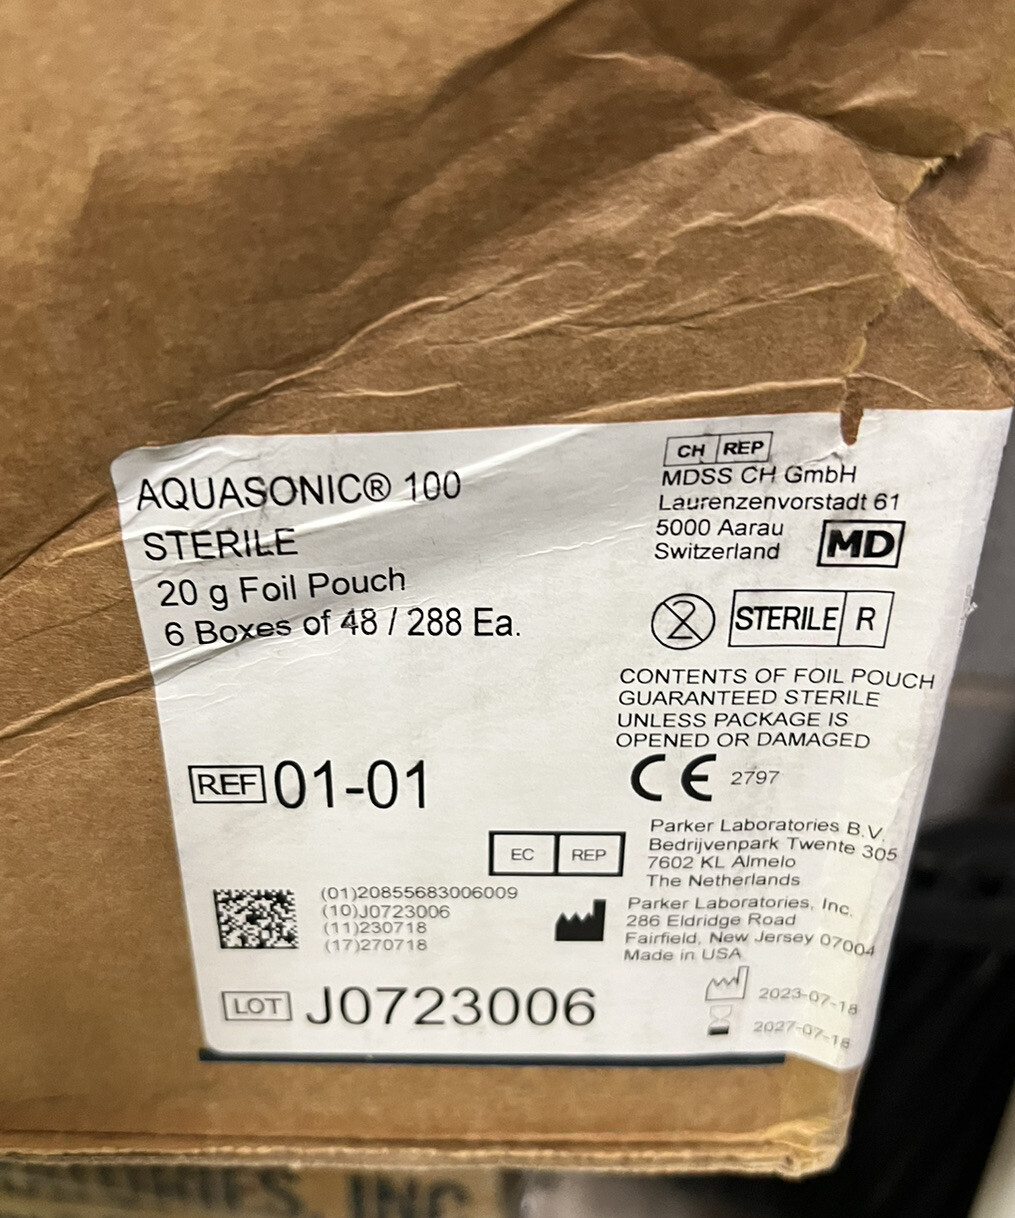 AQUASONIC® 100
STERILE
20 g Foil Pouch
6 Boxes of 48 / 288 Ea.
REF 01-01
(01)20855683006009
(10)J0723006
(11)230718
(17)270718
LOT J0723006
CH REP
MDSS CH GmbH
Laurenzenvorstadt 61
5000 Aarau
Switzerland
MD
2
STERILE R
CONTENTS OF FOIL POUCH
GUARANTEED STERILE
UNLESS PACKAGE IS
OPENED OR DAMAGED
CE 2797
EC REP
Parker Laboratories B.V.
Bedrijvenpark Twente 305
7602 KL Almelo
The Netherlands
Parker Laboratories, Inc.
286 Eldridge Road
Fairfield, New Jersey 07004
Made in USA
2023-07-18
2027-07-18
INC